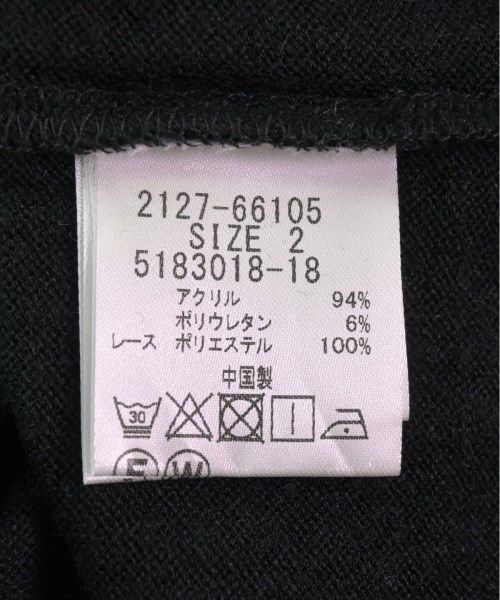 2127-66105
SIZE 2
5183018-18
アクリル 94%
ポリウレタン 6%
レース ポリエステル 100%
中国製
30
F W